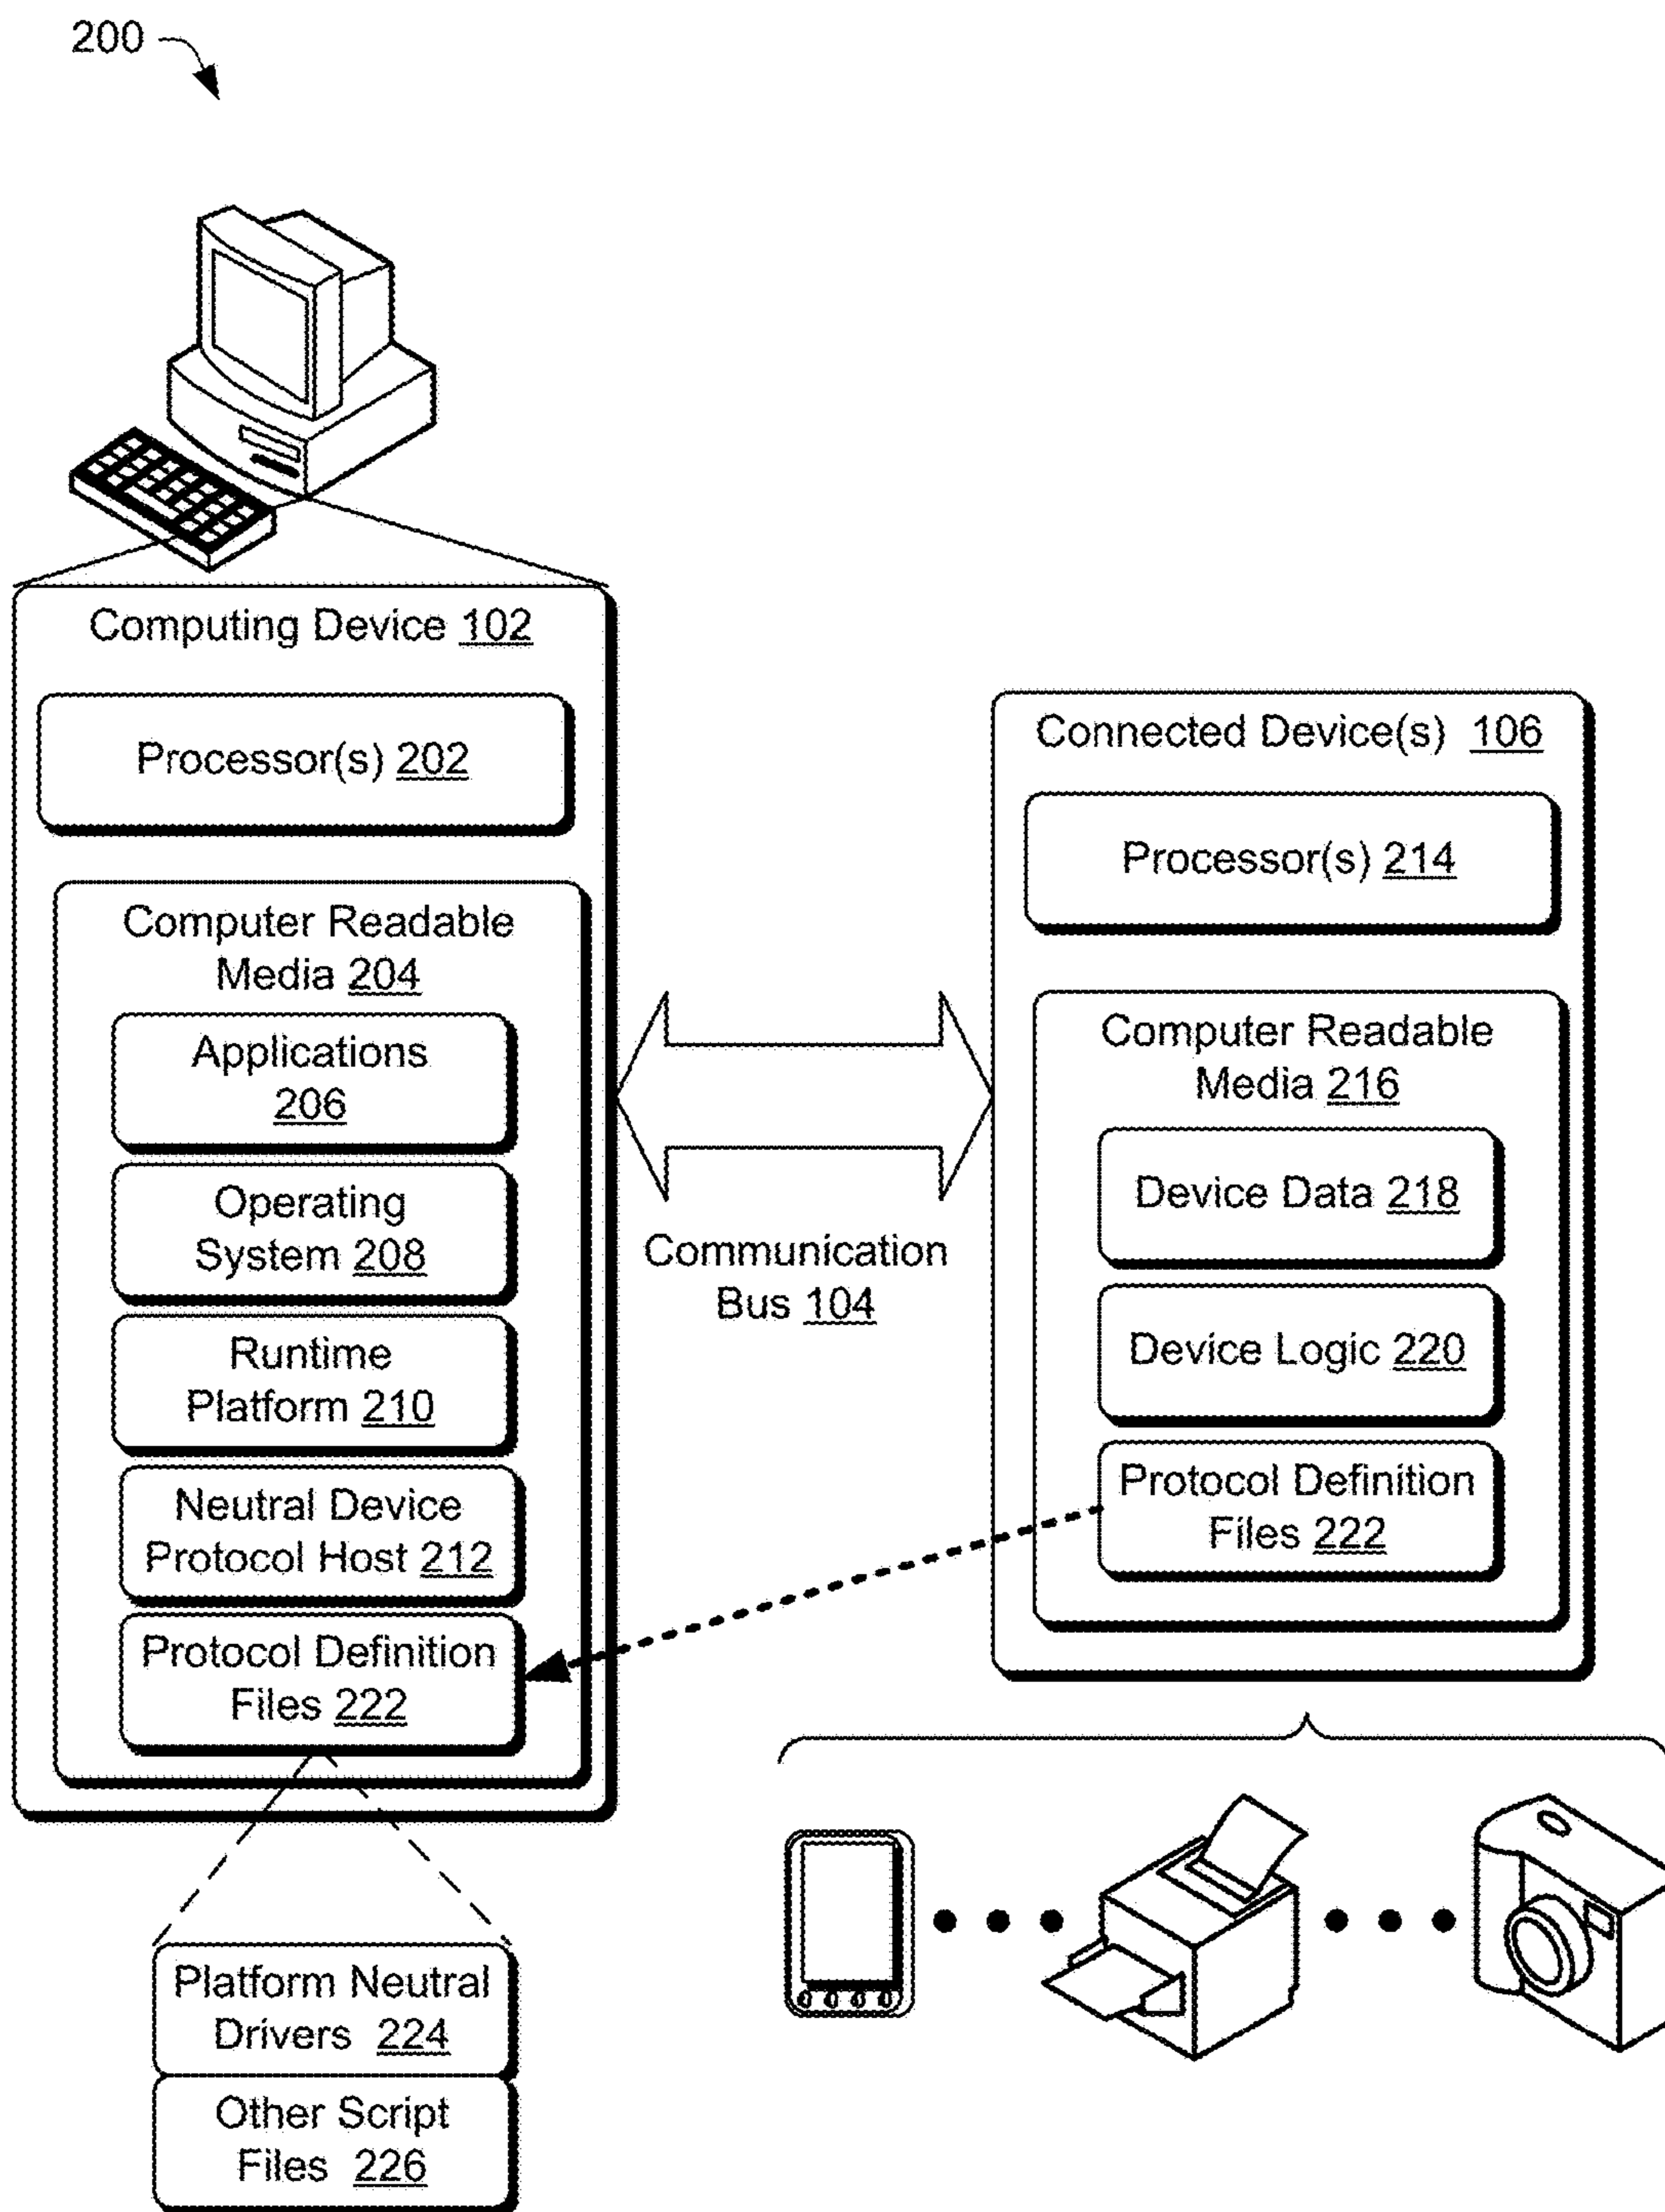 200
Computing Device 102
Processor(s) 202
Computer Readable
Media 204
Applications
206
Operating
System 208
Runtime
Platform 210
Neutral Device
Protocol Host 212
Protocol Definition
Files 222
Platform Neutral
Drivers 224
Other Script
Files 226
Communication
Bus 104
Connected Device(s) 106
Processor(s) 214
Computer Readable
Media 216
Device Data 218
Device Logic 220
Protocol Definition
Files 222